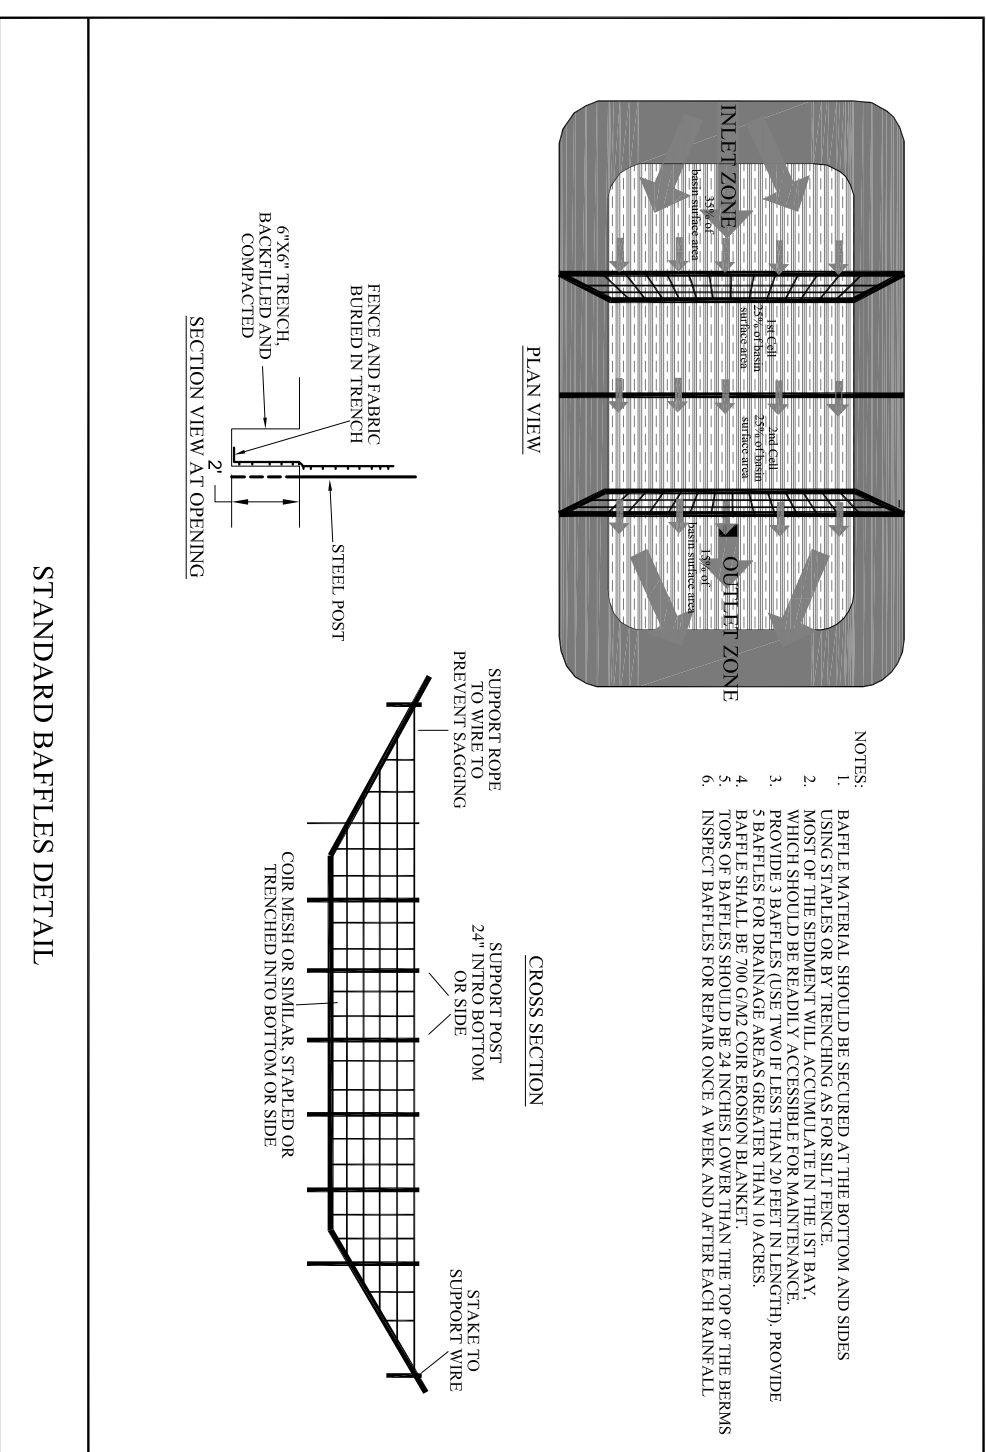 INLET ZONE
35% of
basin surface area
1st Cell
25% of basin
surface area
2nd Cell
25% of basin
surface area
OUTLET ZONE
15% of
basin surface area
PLAN VIEW
NOTES:
1. BAFFLE MATERIAL SHOULD BE SECURED AT THE BOTTOM AND SIDES
USING STAPLES OR BY TRENCHING AS FOR SILT FENCE.
2. MOST OF THE SEDIMENT WILL ACCUMULATE IN THE 1ST BAY,
WHICH SHOULD BE READILY ACCESSIBLE FOR MAINTENANCE.
3. PROVIDE 3 BAFFLES (USE TWO IF LESS THAN 20 FEET IN LENGTH). PROVIDE
5 BAFFLES FOR DRAINAGE AREAS GREATER THAN 10 ACRES.
4. BAFFLE SHALL BE 700 G/M2 COIR EROSION BLANKET.
5. TOPS OF BAFFLES SHOULD BE 24 INCHES LOWER THAN THE TOP OF THE BERMS
6. INSPECT BAFFLES FOR REPAIR ONCE A WEEK AND AFTER EACH RAINFALL
FENCE AND FABRIC
BURIED IN TRENCH
6"X6" TRENCH,
BACKFILLED AND
COMPACTED
STEEL POST
2'
SECTION VIEW AT OPENING
CROSS SECTION
SUPPORT ROPE
TO WIRE TO
PREVENT SAGGING
SUPPORT POST
24" INTRO BOTTOM
OR SIDE
STAKE TO
SUPPORT WIRE
COIR MESH OR SIMILAR, STAPLED OR
TRENCHED INTO BOTTOM OR SIDE
STANDARD BAFFLES DETAIL